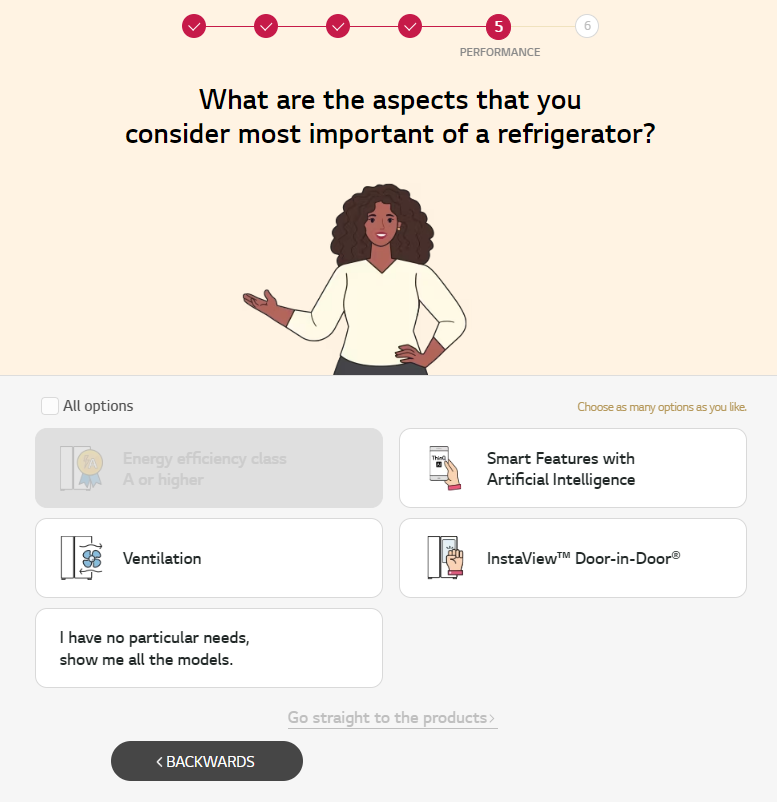 5
6
PERFORMANCE
What are the aspects that you
consider most important of a refrigerator?
All options
Choose as many options as you like.
Energy efficiency class
A or higher
ThinQ
AI
Smart Features with
Artificial Intelligence
Ventilation
InstaView™ Door-in-Door®
I have no particular needs,
show me all the models.
Go straight to the products>
< BACKWARDS